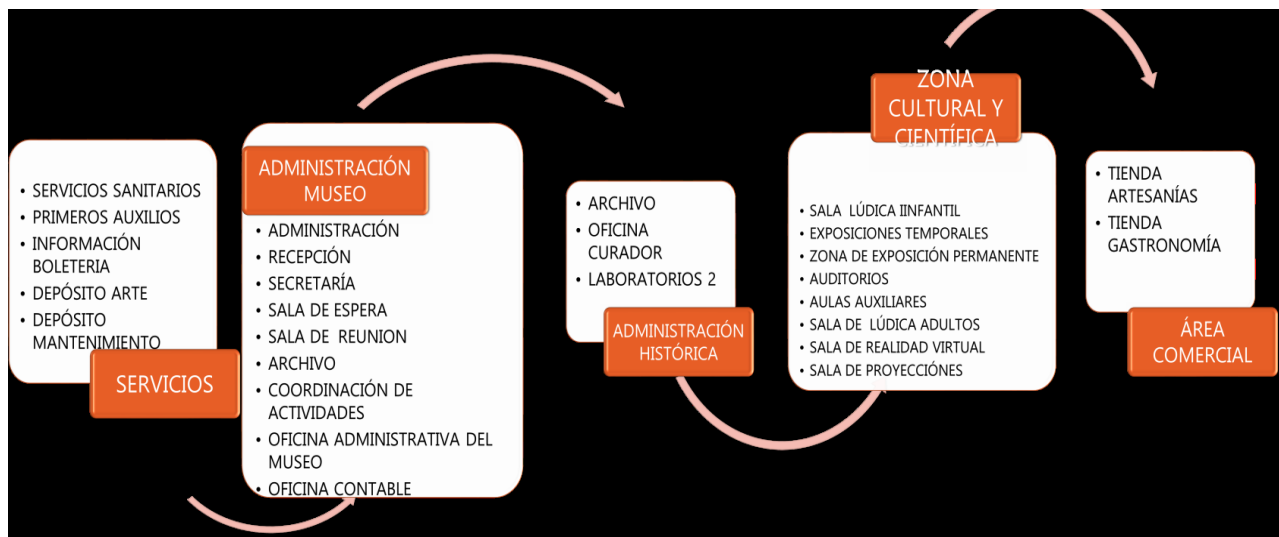 • SERVICIOS SANITARIOS
• PRIMEROS AUXILIOS
• INFORMACIÓN
BOLETERIA
• DEPÓSITO ARTE
• DEPÓSITO
MANTENIMIENTO
SERVICIOS
ADMINISTRACIÓN
MUSEO
• ADMINISTRACIÓN
• RECEPCIÓN
• SECRETARÍA
• SALA DE ESPERA
• SALA DE REUNION
• ARCHIVO
• COORDINACIÓN DE
ACTIVIDADES
• OFICINA ADMINISTRATIVA DEL
MUSEO
• OFICINA CONTABLE
• ARCHIVO
• OFICINA
CURADOR
• LABORATORIOS 2
ADMINISTRACIÓN
HISTÓRICA
ZONA
CULTURAL Y
CIENTÍFICA
• SALA LÚDICA IINFANTIL
• EXPOSICIONES TEMPORALES
• ZONA DE EXPOSICIÓN PERMANENTE
• AUDITORIOS
• AULAS AUXILIARES
• SALA DE LÚDICA ADULTOS
• SALA DE REALIDAD VIRTUAL
• SALA DE PROYECCIÓNES
• TIENDA
ARTESANÍAS
• TIENDA
GASTRONOMÍA
ÁREA
COMERCIAL